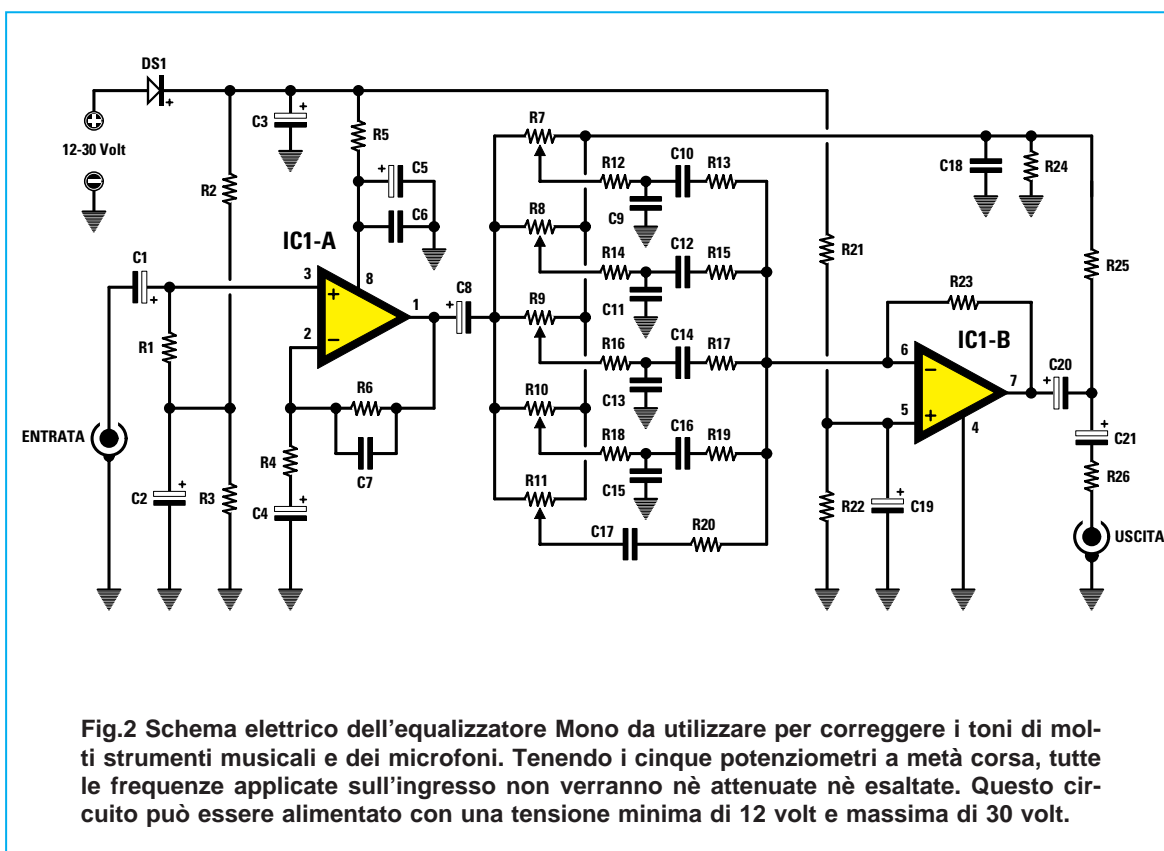 DS1
+
12-30 Volt
C3
+
R5
R2
+
C5
C6
IC1-A
C1
+
3
+
8
2
−
1
R1
R6
C7
C8
+
ENTRATA
C2
+
R3
R4
C4
+
R7
R12
C10
R13
C9
R8
R14
C12
R15
C11
R9
R16
C14
R17
C13
R10
R18
C16
R19
C15
R11
C17
R20
C18
R24
R21
R25
R23
IC1-B
6
−
7
5
+
4
C20
+
+
C21
R26
R22
+
C19
USCITA
Fig.2 Schema elettrico dell’equalizzatore Mono da utilizzare per correggere i toni di mol-
ti strumenti musicali e dei microfoni. Tenendo i cinque potenziometri a metà corsa, tutte
le frequenze applicate sull’ingresso non verranno nè attenuate nè esaltate. Questo cir-
cuito può essere alimentato con una tensione minima di 12 volt e massima di 30 volt.